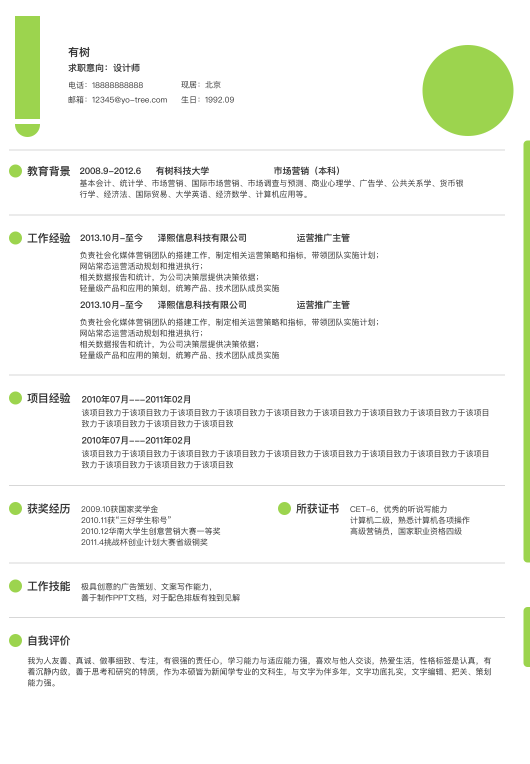 有树
求职意向：设计师
电话：18888888888 现居：北京
邮箱：12345@yo-tree.com 生日：1992.09
教育背景 2008.9-2012.6 有树科技大学 市场营销（本科）
基本会计、统计学、市场营销、国际市场营销、市场调查与预测、商业心理学、广告学、公共关系学、货币银
行学、经济法、国际贸易、大学英语、经济数学、计算机应用等。
工作经验 2013.10月-至今 泽熙信息科技有限公司 运营推广主管
负责社会化媒体营销团队的搭建工作，制定相关运营策略和指标，带领团队实施计划；
网站常态运营活动规划和推进执行；
相关数据报告和统计，为公司决策层提供决策依据；
轻量级产品和应用的策划，统筹产品、技术团队成员实施
2013.10月-至今 泽熙信息科技有限公司 运营推广主管
负责社会化媒体营销团队的搭建工作，制定相关运营策略和指标，带领团队实施计划；
网站常态运营活动规划和推进执行；
相关数据报告和统计，为公司决策层提供决策依据；
轻量级产品和应用的策划，统筹产品、技术团队成员实施
项目经验 2010年07月---2011年02月
该项目致力于该项目致力于该项目致力于该项目致力于该项目致力于该项目致力于该项目致力于该项目致力于该项目
致力于该项目致力于该项目致力于该项目致
2010年07月---2011年02月
该项目致力于该项目致力于该项目致力于该项目致力于该项目致力于该项目致力于该项目致力于该项目致力于该项目
致力于该项目致力于该项目致力于该项目致
获奖经历 2009.10获国家奖学金
2010.11获“三好学生称号”
2010.12华南大学生创意营销大赛一等奖
2011.4挑战杯创业计划大赛省级铜奖
所获证书 CET-6，优秀的听说写能力
计算机二级，熟悉计算机各项操作
高级营销员，国家职业资格四级
工作技能 极具创意的广告策划、文案写作能力，
善于制作PPT文档，对于配色排版有独到见解
自我评价
我为人友善、真诚、做事细致、专注，有很强的责任心，学习能力与适应能力强，喜欢与他人交谈，热爱生活，性格标签是认真，有
着沉静内敛，善于思考和研究的特质，作为本硕皆为新闻学专业的文科生，与文字为伴多年，文字功底扎实，文字编辑、把关、策划
能力强。